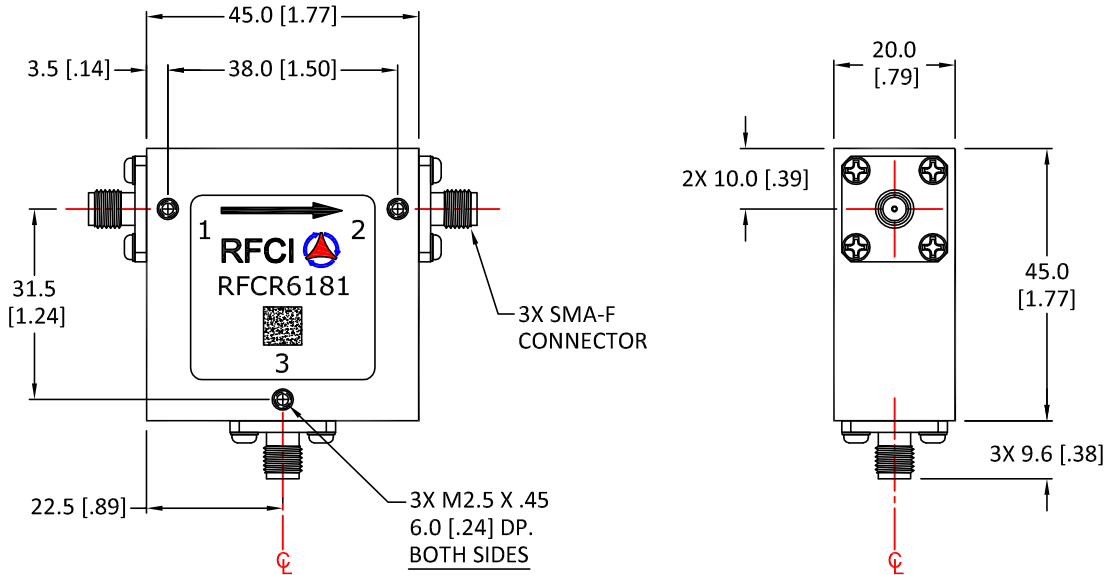 45.0 [1.77]
3.5 [.14]
38.0 [1.50]
1
2
RFCI
RFCR6181
3
31.5
[1.24]
3X SMA-F
CONNECTOR
22.5 [.89]
3X M2.5 X .45
6.0 [.24] DP.
BOTH SIDES
CL
20.0
[.79]
2X 10.0 [.39]
45.0
[1.77]
3X 9.6 [.38]
CL